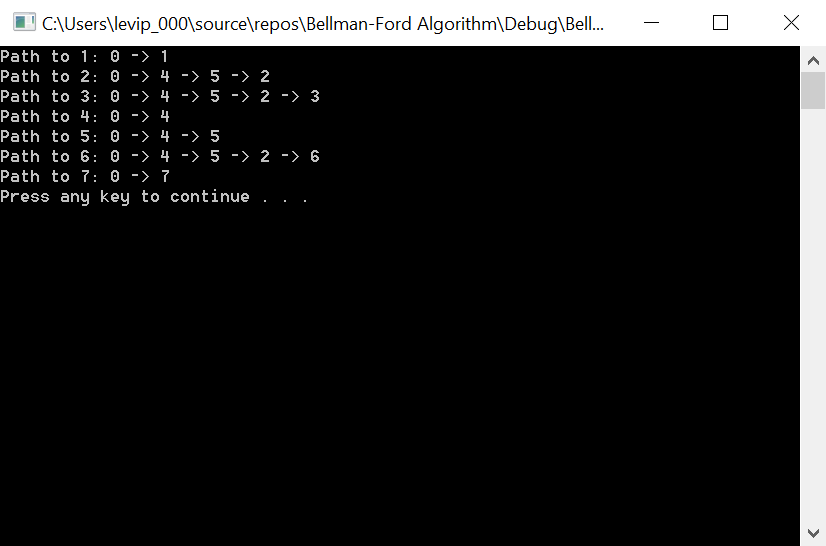 C:\Users\levip_000\source\repos\Bellman-Ford Algorithm\Debug\Bell...
Path to 1: 0 -> 1
Path to 2: 0 -> 4 -> 5 -> 2
Path to 3: 0 -> 4 -> 5 -> 2 -> 3
Path to 4: 0 -> 4
Path to 5: 0 -> 4 -> 5
Path to 6: 0 -> 4 -> 5 -> 2 -> 6
Path to 7: 0 -> 7
Press any key to continue . . .